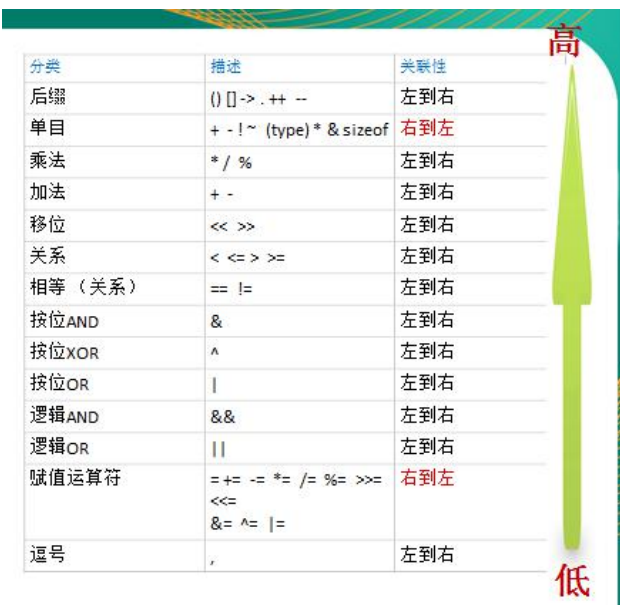 高
分类 描述 关联性
后缀 () [] -> . ++ -- 左到右
单目 + - ! ~ (type) * & sizeof 右到左
乘法 * / % 左到右
加法 + - 左到右
移位 << >> 左到右
关系 < <= > >= 左到右
相等 （关系） == != 左到右
按位AND & 左到右
按位XOR ^ 左到右
按位OR | 左到右
逻辑AND && 左到右
逻辑OR || 左到右
赋值运算符 = += -= *= /= %= >>= 右到左
<<=
&= ^= |=
逗号 , 左到右
低